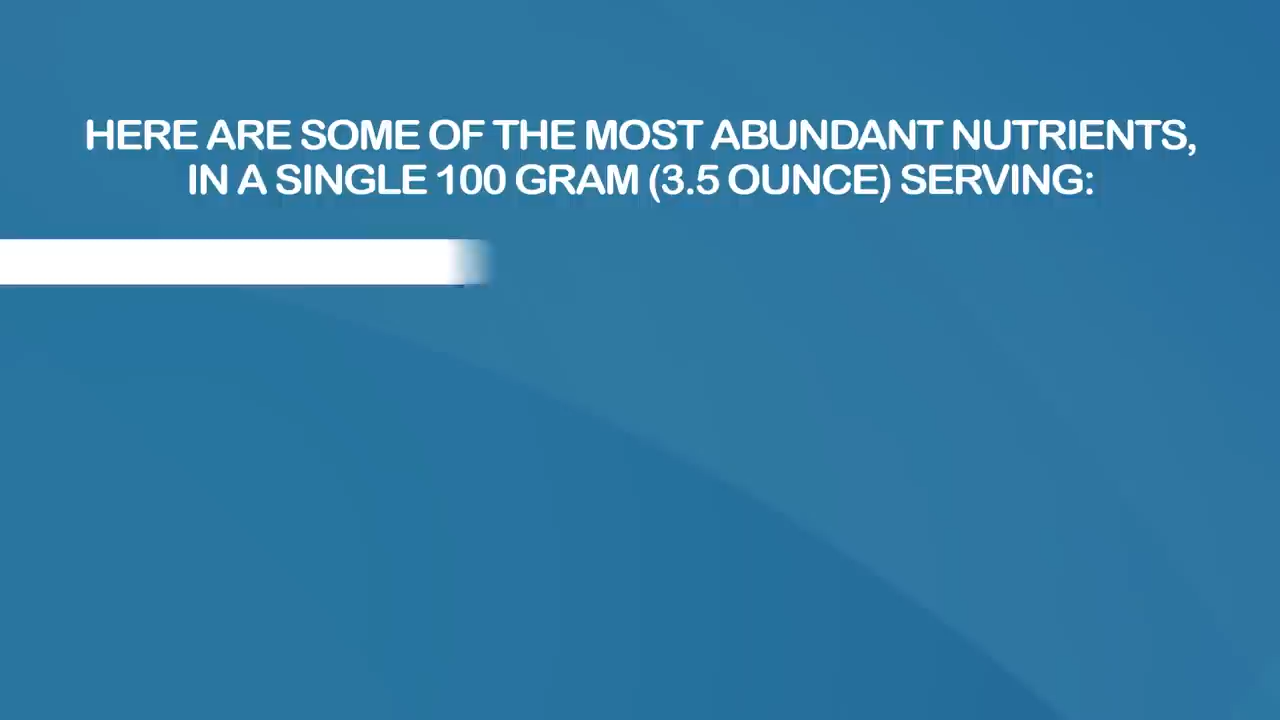 HERE ARE SOME OF THE MOST ABUNDANT NUTRIENTS,
IN A SINGLE 100 GRAM (3.5 OUNCE) SERVING: